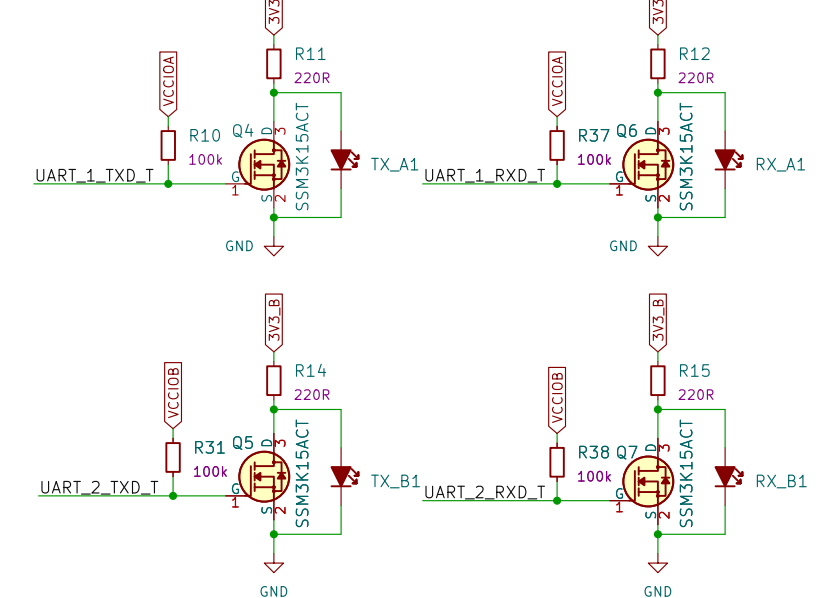 3V3
3V3
VCCIOA
R11
220R
VCCIOA
R12
220R
R10
100k
Q4
D
3
SSM3K15ACT
R37
100k
Q6
D
3
SSM3K15ACT
UART_1_TXD_T
G
1
S
2
TX_A1
UART_1_RXD_T
G
1
S
2
RX_A1
GND
GND
3V3_B
3V3_B
VCCIOB
R14
220R
VCCIOB
R15
220R
R31
100k
Q5
D
3
SSM3K15ACT
R38
100k
Q7
D
3
SSM3K15ACT
UART_2_TXD_T
G
1
S
2
TX_B1
UART_2_RXD_T
G
1
S
2
RX_B1
GND
GND